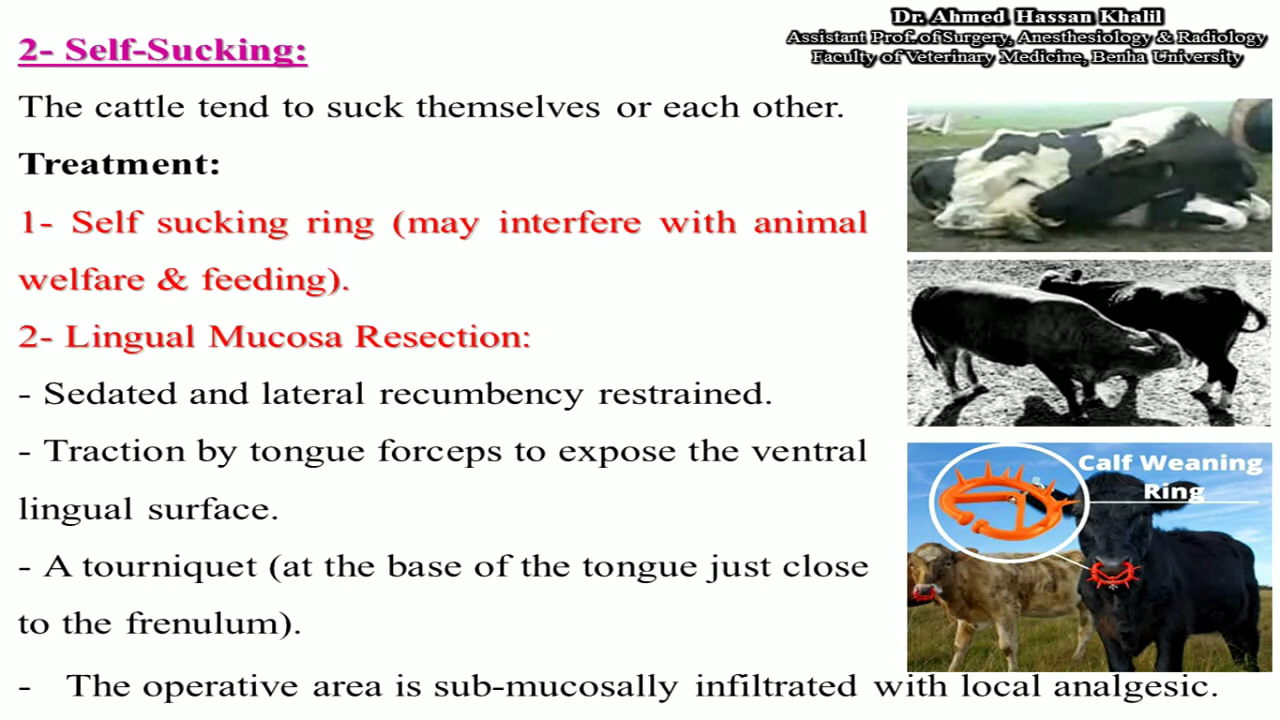 Dr. Ahmed Hassan Khalil
Assistant Prof. of Surgery, Anesthesiology & Radiology
Faculty of Veterinary Medicine, Benha University
2- Self-Sucking:
The cattle tend to suck themselves or each other.
Treatment:
1- Self sucking ring (may interfere with animal
welfare & feeding).
2- Lingual Mucosa Resection:
- Sedated and lateral recumbency restrained.
- Traction by tongue forceps to expose the ventral
lingual surface.
- A tourniquet (at the base of the tongue just close
to the frenulum).
- The operative area is sub-mucosally infiltrated with local analgesic.
Calf Weaning
Ring